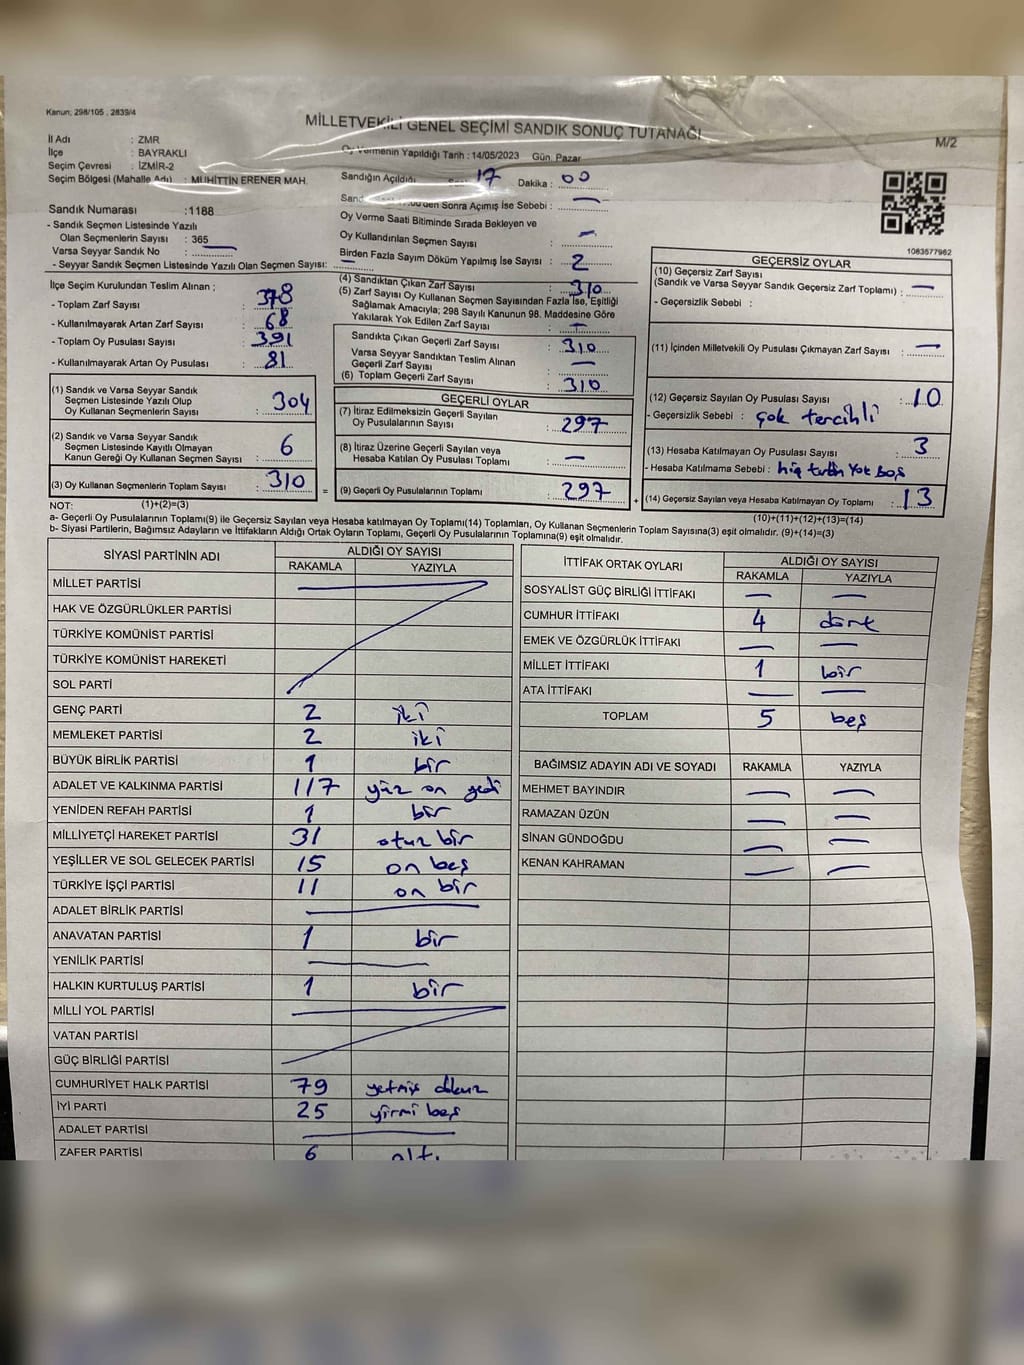 Kanun; 298/105 , 2839/4
MİLLETVEKİLİ GENEL SEÇİMİ SANDIK SONUÇ TUTANAĞI
M/2
İl Adı : ZMR
İlçe : BAYRAKLI
Seçim Çevresi : İZMİR-2
Seçim Bölgesi (Mahalle Adı) : MUHİTTİN ERENER MAH.
Sandık Numarası :1188
- Sandık Seçmen Listesinde Yazılı
Olan Seçmenlerin Sayısı : 365
Varsa Seyyar Sandık No :
- Seyyar Sandık Seçmen Listesinde Yazılı Olan Seçmen Sayısı: —
Oy Vermenin Yapıldığı Tarih : 14/05/2023 Gün. Pazar
Sandığın Açıldığı 17 Dakika : 00
den Sonra Açımış İse Sebebi : —
Oy Verme Saati Bitiminde Sırada Bekleyen ve
Oy Kullandırılan Seçmen Sayısı : —
Birden Fazla Sayım Döküm Yapılmış İse Sayısı : 2
1083577962
İlçe Seçim Kurulundan Teslim Alınan ;
- Toplam Zarf Sayısı : 378
- Kullanılmayarak Artan Zarf Sayısı : 68
- Toplam Oy Pusulası Sayısı : 391
- Kullanılmayarak Artan Oy Pusulası : 81
(1) Sandık ve Varsa Seyyar Sandık
Seçmen Listesinde Yazılı Olup
Oy Kullanan Seçmenlerin Sayısı : 304
(2) Sandık ve Varsa Seyyar Sandık
Seçmen Listesinde Kayıtlı Olmayan
Kanun Gereği Oy Kullanan Seçmen Sayısı : 6
(3) Oy Kullanan Seçmenlerin Toplam Sayısı : 310
(4) Sandıktan Çıkan Zarf Sayısı : 310
(5) Zarf Sayısı Oy Kullanan Seçmen Sayısından Fazla İse, Eşitliği
Sağlamak Amacıyla; 298 Sayılı Kanunun 98. Maddesine Göre
Yakılarak Yok Edilen Zarf Sayısı : —
Sandıkta Çıkan Geçerli Zarf Sayısı : 310
Varsa Seyyar Sandıktan Teslim Alınan
Geçerli Zarf Sayısı : —
(6) Toplam Geçerli Zarf Sayısı : 310
GEÇERLİ OYLAR
(7) İtiraz Edilmeksizin Geçerli Sayılan
Oy Pusulalarının Sayısı : 297
(8) İtiraz Üzerine Geçerli Sayılan veya
Hesaba Katılan Oy Pusulası Toplamı : —
= (9) Geçerli Oy Pusulalarının Toplamı : 297
GEÇERSİZ OYLAR
(10) Geçersiz Zarf Sayısı
(Sandık ve Varsa Seyyar Sandık Geçersiz Zarf Toplamı) : —
- Geçersizlik Sebebi :
(11) İçinden Milletvekili Oy Pusulası Çıkmayan Zarf Sayısı : —
(12) Geçersiz Sayılan Oy Pusulası Sayısı : 10
- Geçersizlik Sebebi : çok tercihli
(13) Hesaba Katılmayan Oy Pusulası Sayısı : 3
- Hesaba Katılmama Sebebi : yok boş
+ (14) Geçersiz Sayılan veya Hesaba Katılmayan Oy Toplamı : 13
NOT: (1)+(2)=(3)
(10)+(11)+(12)+(13)=(14)
a- Geçerli Oy Pusulalarının Toplamı(9) ile Geçersiz Sayılan veya Hesaba katılmayan Oy Toplamı(14) Toplamları, Oy Kullanan Seçmenlerin Toplam Sayısına(3) eşit olmalıdır. (9)+(14)=(3)
b- Siyasi Partilerin, Bağımsız Adayların ve İttifakların Aldığı Ortak Oyların Toplamı, Geçerli Oy Pusulalarının Toplamına(9) eşit olmalıdır.
SİYASİ PARTİNİN ADI ALDIĞI OY SAYISI
RAKAMLA YAZIYLA
MİLLET PARTİSİ
HAK VE ÖZGÜRLÜKLER PARTİSİ
TÜRKİYE KOMÜNİST PARTİSİ
TÜRKİYE KOMÜNİST HAREKETİ
SOL PARTİ
GENÇ PARTİ 2 iki
MEMLEKET PARTİSİ 2 iki
BÜYÜK BİRLİK PARTİSİ 1 bir
ADALET VE KALKINMA PARTİSİ 117 yüz on yedi
YENİDEN REFAH PARTİSİ 1 bir
MİLLİYETÇİ HAREKET PARTİSİ 31 otuz bir
YEŞİLLER VE SOL GELECEK PARTİSİ 15 on beş
TÜRKİYE İŞÇİ PARTİSİ 11 on bir
ADALET BİRLİK PARTİSİ —
ANAVATAN PARTİSİ 1 bir
YENİLİK PARTİSİ —
HALKIN KURTULUŞ PARTİSİ 1 bir
MİLLİ YOL PARTİSİ
VATAN PARTİSİ
GÜÇ BİRLİĞİ PARTİSİ
CUMHURİYET HALK PARTİSİ 79 yetmiş dokuz
İYİ PARTİ 25 yirmi beş
ADALET PARTİSİ —
ZAFER PARTİSİ 6 altı
İTTİFAK ORTAK OYLARI ALDIĞI OY SAYISI
RAKAMLA YAZIYLA
SOSYALİST GÜÇ BİRLİĞİ İTTİFAKI — —
CUMHUR İTTİFAKI 4 dört
EMEK VE ÖZGÜRLÜK İTTİFAKI — —
MİLLET İTTİFAKI 1 bir
ATA İTTİFAKI — —
TOPLAM 5 beş
BAĞIMSIZ ADAYIN ADI VE SOYADI RAKAMLA YAZIYLA
MEHMET BAYINDIR — —
RAMAZAN ÜZÜN — —
SİNAN GÜNDOĞDU — —
KENAN KAHRAMAN — —